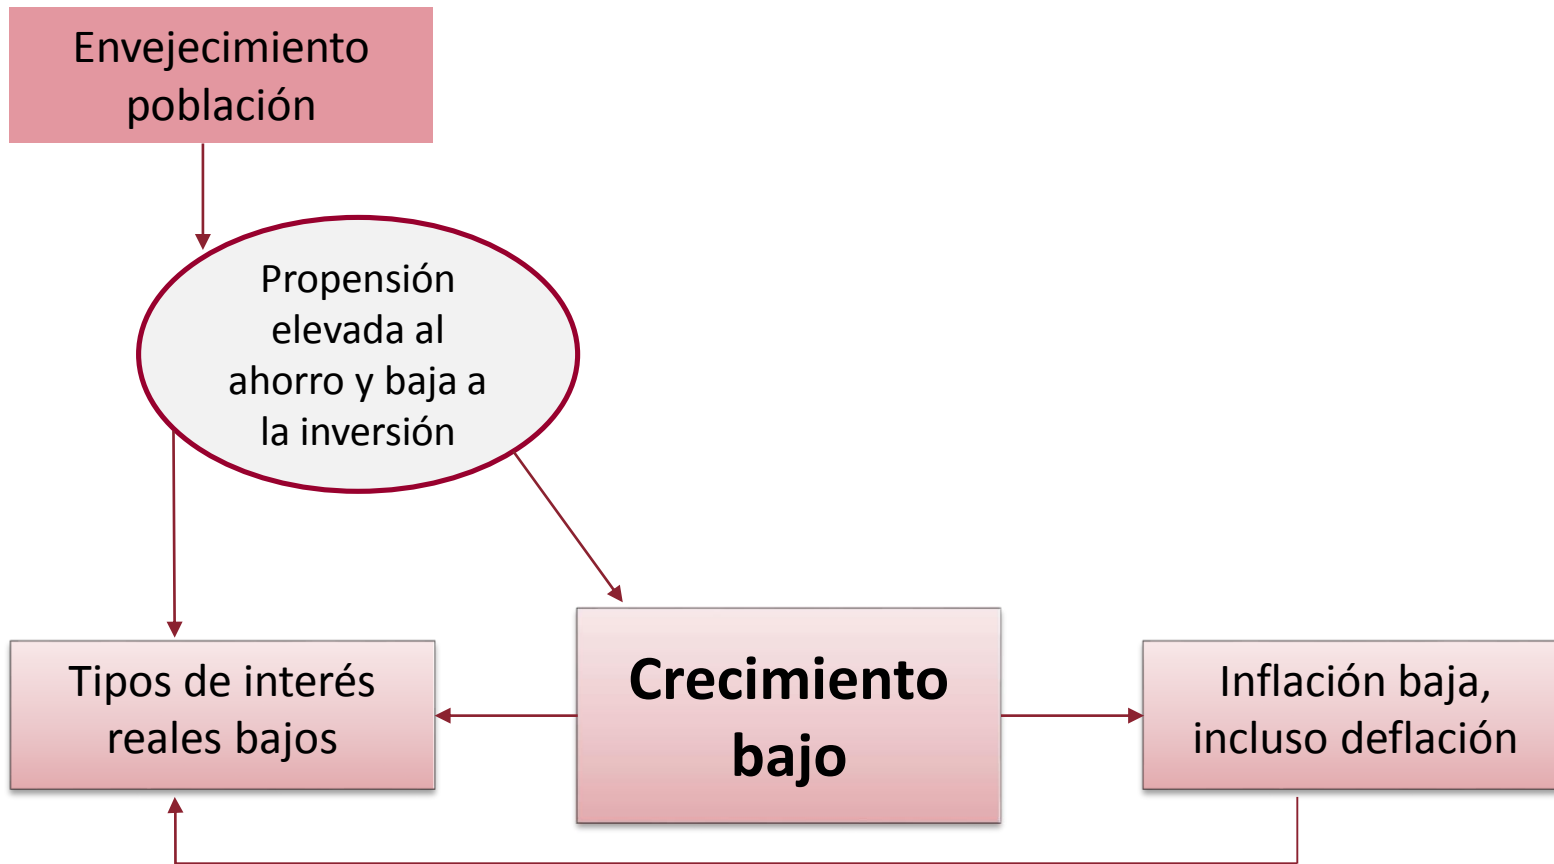 Envejecimiento
población
Propensión
elevada al
ahorro y baja a
la inversión
Tipos de interés
reales bajos
Crecimiento
bajo
Inflación baja,
incluso deflación